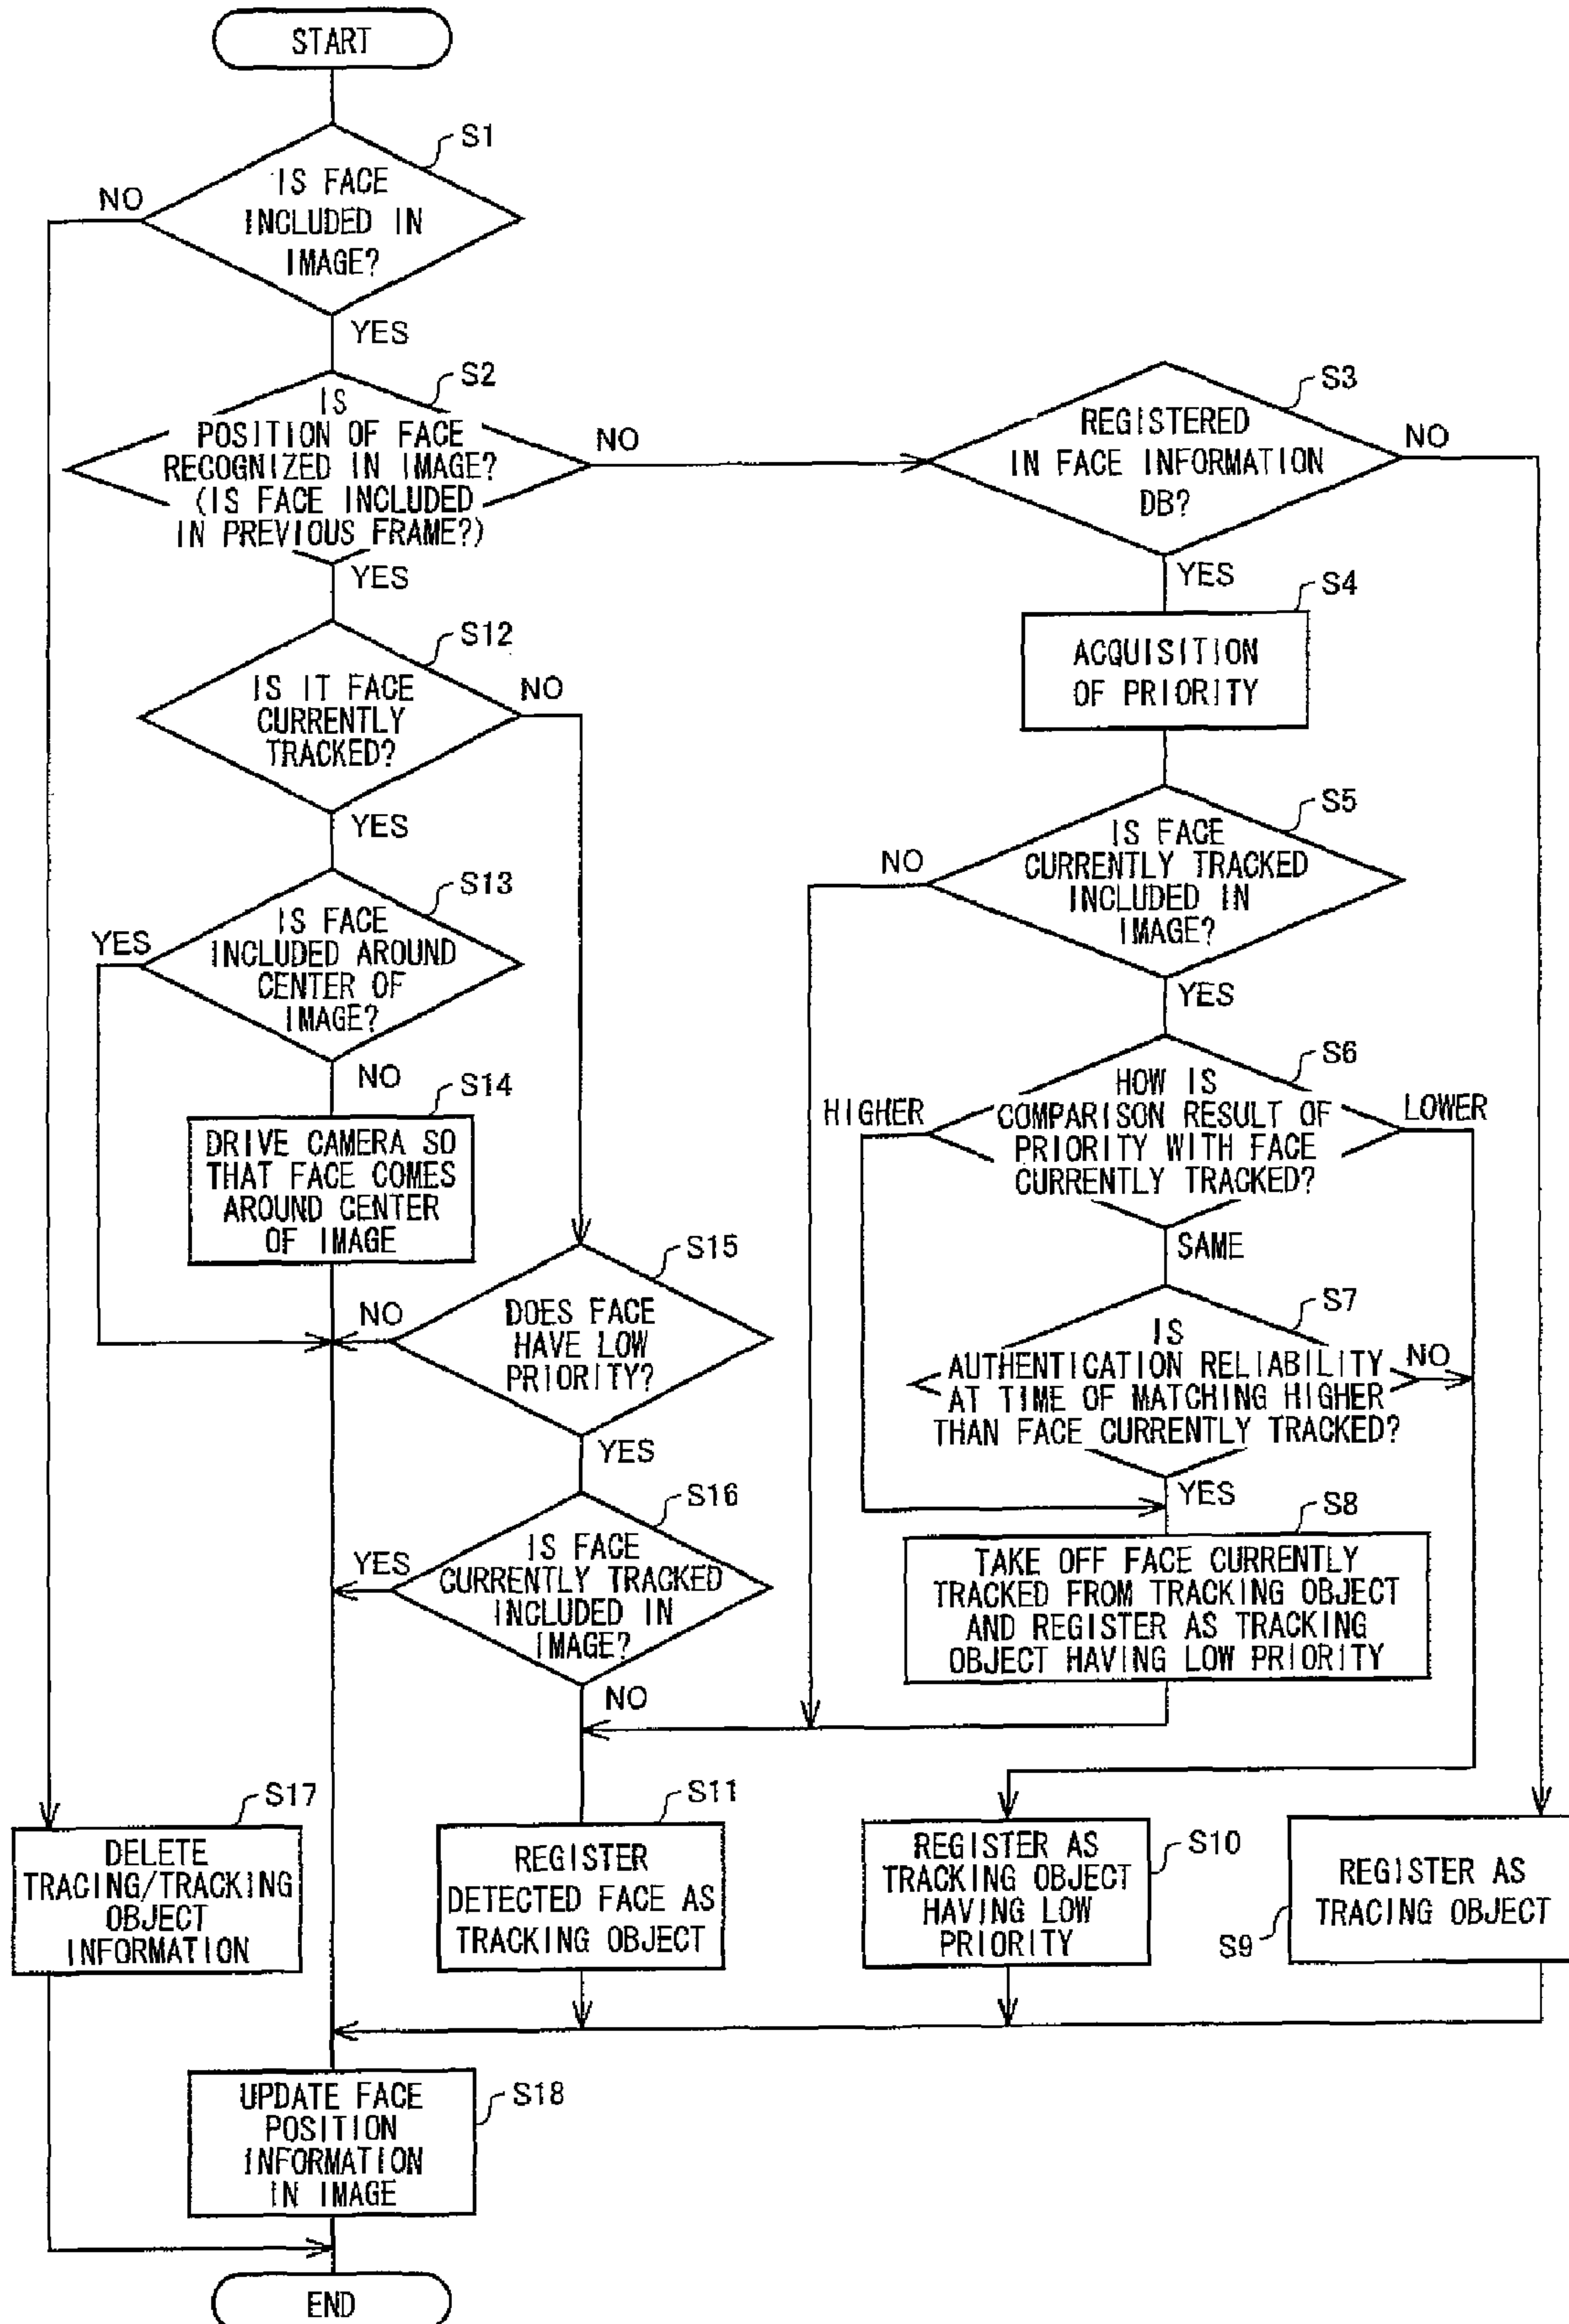 START
S1
IS FACE
INCLUDED IN
IMAGE?
NO
YES
S2
IS
POSITION OF FACE
RECOGNIZED IN IMAGE?
(IS FACE INCLUDED
IN PREVIOUS FRAME?)
NO
YES
S3
REGISTERED
IN FACE INFORMATION
DB?
NO
YES
S4
ACQUISITION
OF PRIORITY
S5
IS FACE
CURRENTLY TRACKED
INCLUDED IN
IMAGE?
NO
YES
S6
HOW IS
COMPARISON RESULT OF
PRIORITY WITH FACE
CURRENTLY TRACKED?
HIGHER
LOWER
SAME
S7
IS
AUTHENTICATION RELIABILITY
AT TIME OF MATCHING HIGHER
THAN FACE CURRENTLY TRACKED?
NO
YES
S8
TAKE OFF FACE CURRENTLY
TRACKED FROM TRACKING OBJECT
AND REGISTER AS TRACKING
OBJECT HAVING LOW PRIORITY
S12
IS IT FACE
CURRENTLY
TRACKED?
NO
YES
S13
IS FACE
INCLUDED AROUND
CENTER OF
IMAGE?
YES
NO
S14
DRIVE CAMERA SO
THAT FACE COMES
AROUND CENTER
OF IMAGE
S15
DOES FACE
HAVE LOW
PRIORITY?
NO
YES
S16
IS FACE
CURRENTLY TRACKED
INCLUDED IN
IMAGE?
YES
NO
S17
DELETE
TRACING/TRACKING
OBJECT
INFORMATION
S11
REGISTER
DETECTED FACE AS
TRACKING OBJECT
S10
REGISTER AS
TRACKING OBJECT
HAVING LOW
PRIORITY
S9
REGISTER AS
TRACING OBJECT
S18
UPDATE FACE
POSITION
INFORMATION
IN IMAGE
END